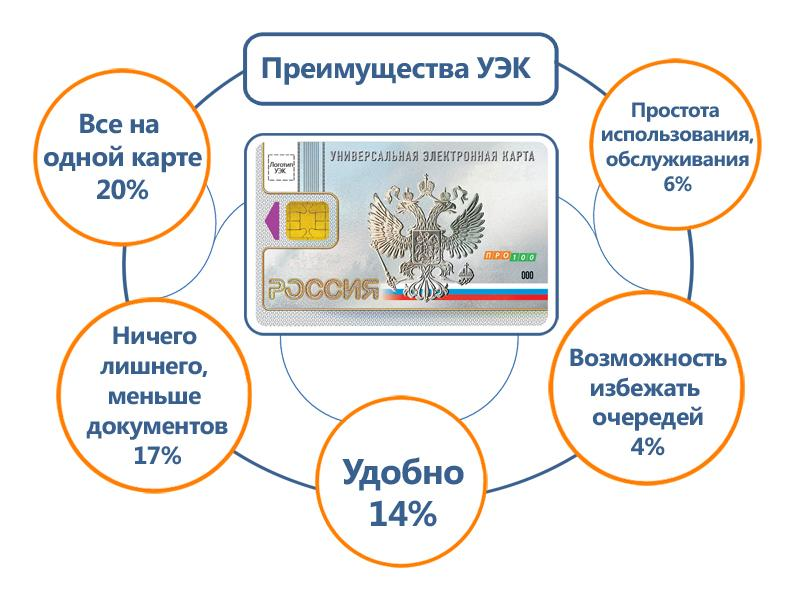 Преимущества УЭК
Все на
одной карте
20%
Простота
использования,
обслуживания
6%
Логотип
УЭК
УНИВЕРСАЛЬНАЯ ЭЛЕКТРОННАЯ КАРТА
ПРО100
000
РОССИЯ
Ничего
лишнего,
меньше
документов
17%
Возможность
избежать
очередей
4%
Удобно
14%